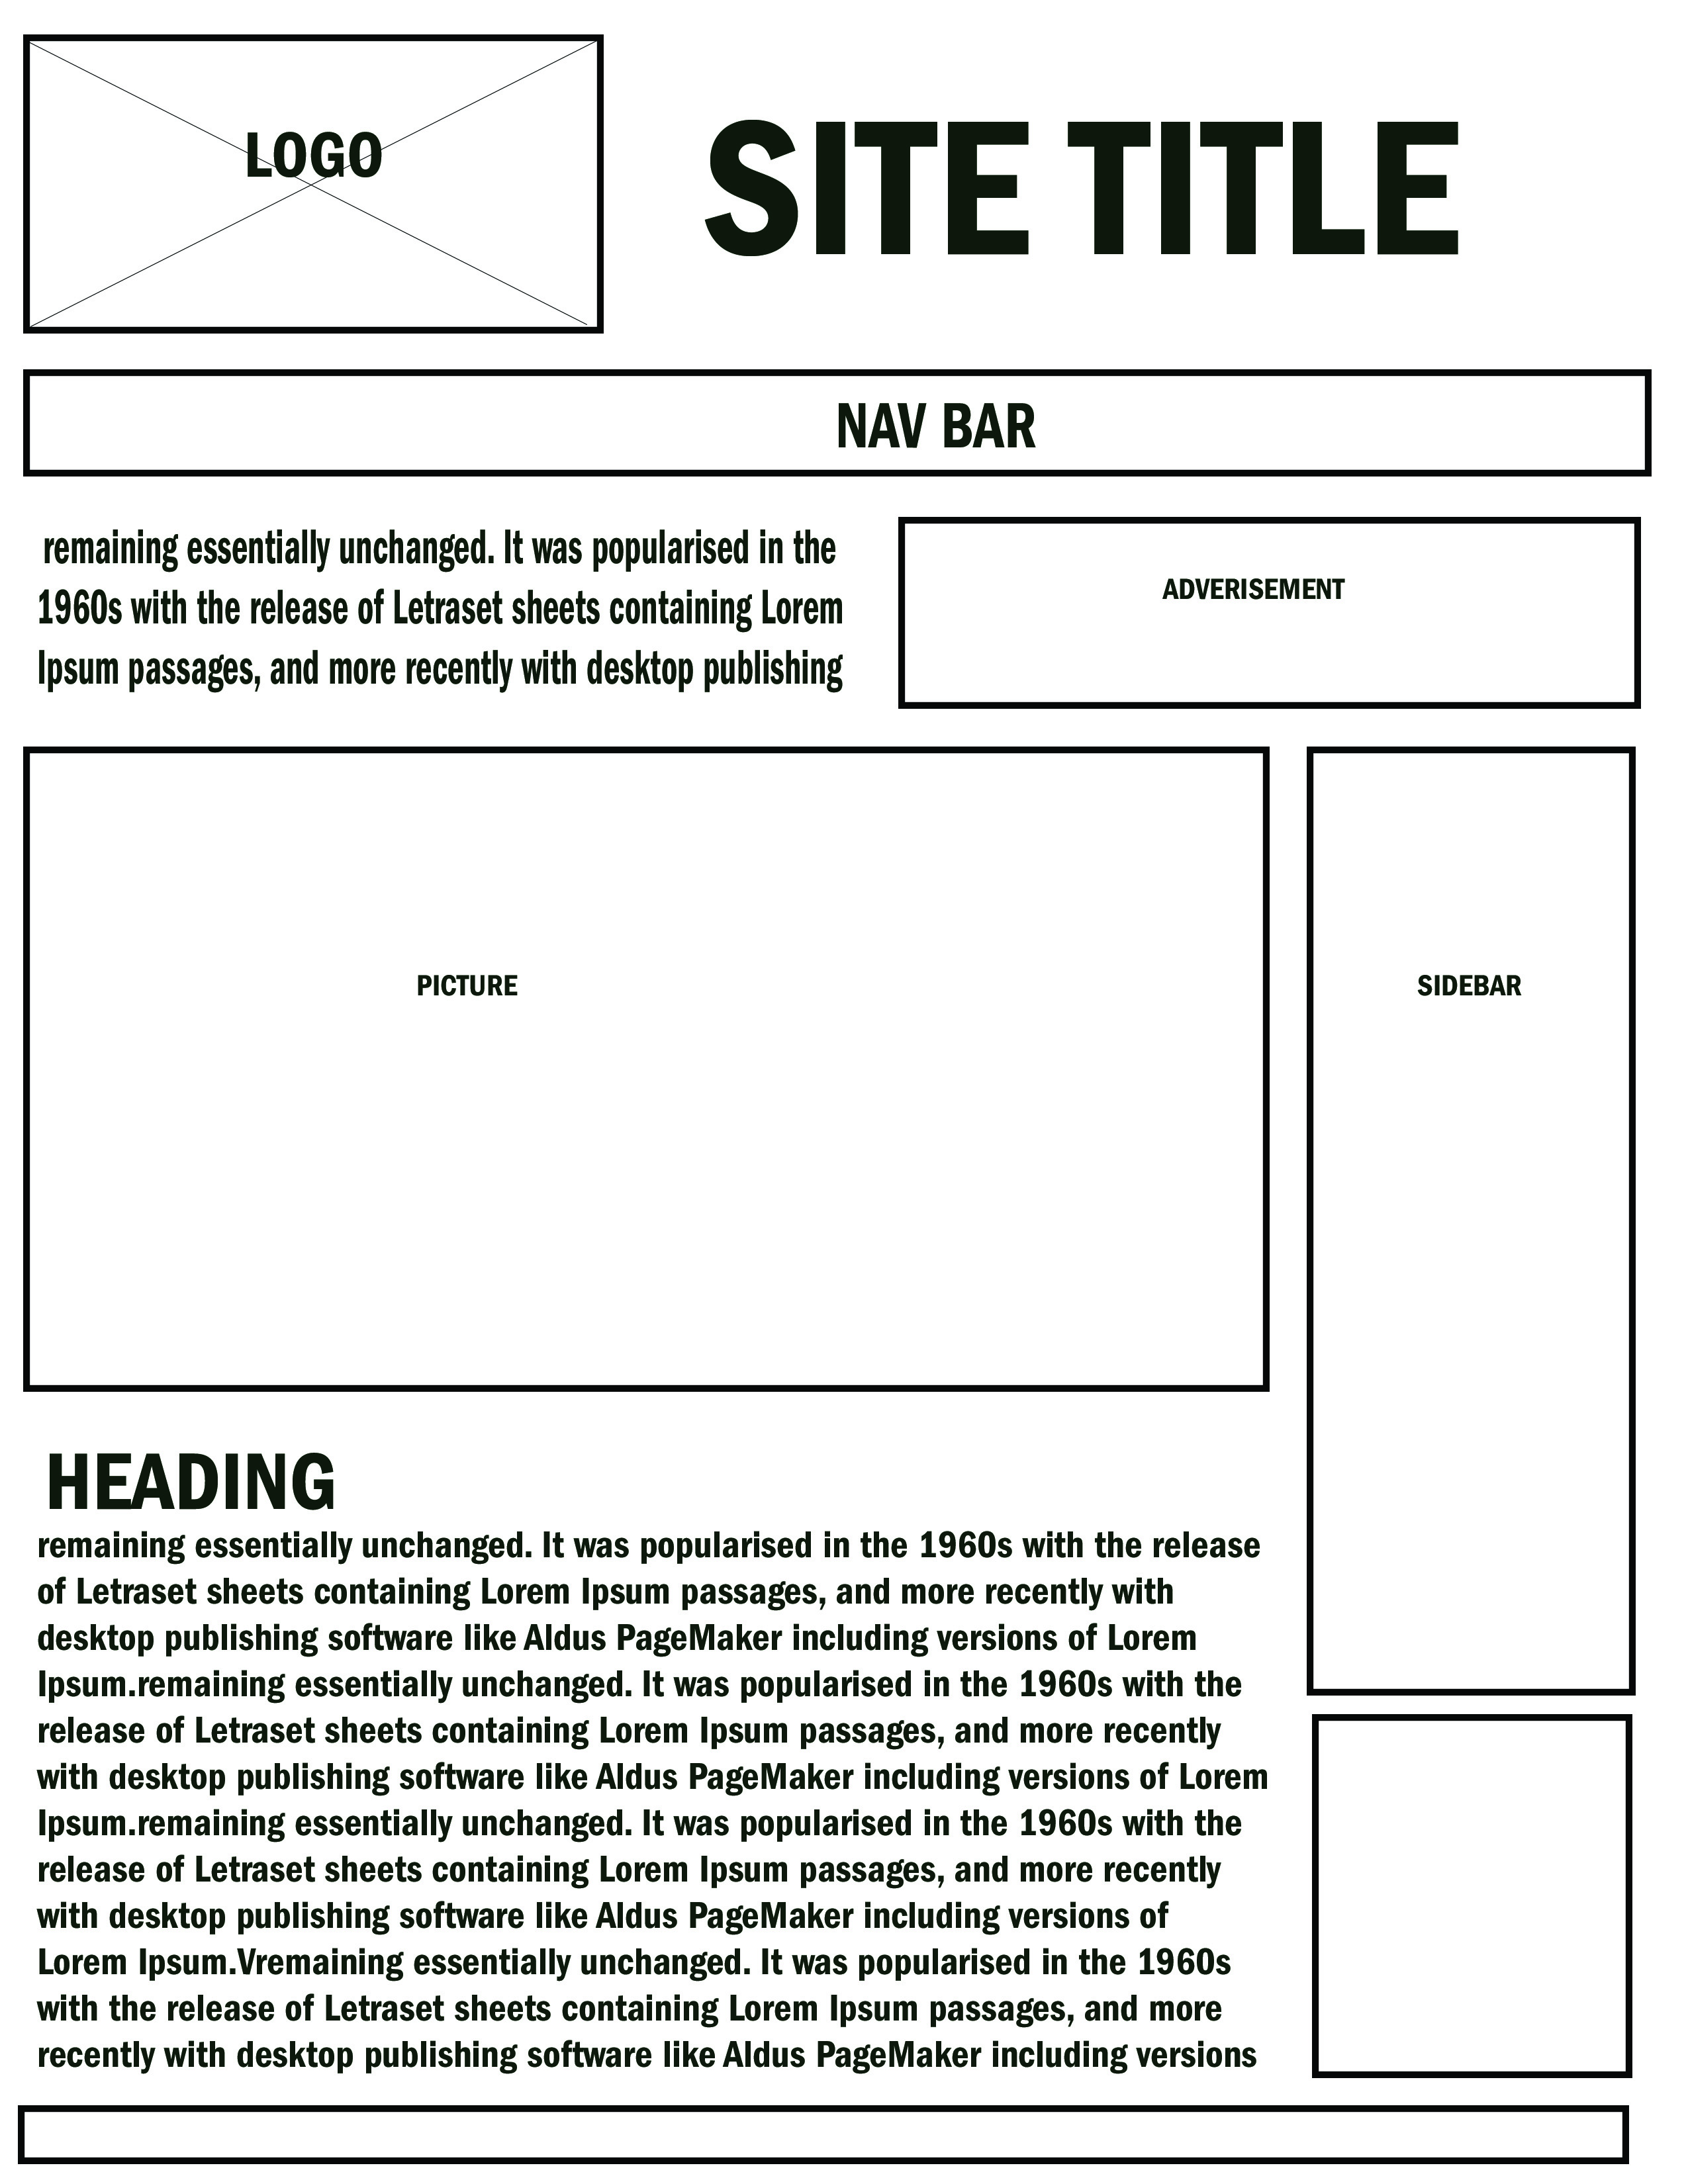 LOGO
SITE TITLE
NAV BAR
remaining essentially unchanged. It was popularised in the
1960s with the release of Letraset sheets containing Lorem
Ipsum passages, and more recently with desktop publishing
ADVERISEMENT
PICTURE
SIDEBAR
HEADING
remaining essentially unchanged. It was popularised in the 1960s with the release
of Letraset sheets containing Lorem Ipsum passages, and more recently with
desktop publishing software like Aldus PageMaker including versions of Lorem
Ipsum.remaining essentially unchanged. It was popularised in the 1960s with the
release of Letraset sheets containing Lorem Ipsum passages, and more recently
with desktop publishing software like Aldus PageMaker including versions of Lorem
Ipsum.remaining essentially unchanged. It was popularised in the 1960s with the
release of Letraset sheets containing Lorem Ipsum passages, and more recently
with desktop publishing software like Aldus PageMaker including versions of
Lorem Ipsum.Vremaining essentially unchanged. It was popularised in the 1960s
with the release of Letraset sheets containing Lorem Ipsum passages, and more
recently with desktop publishing software like Aldus PageMaker including versions